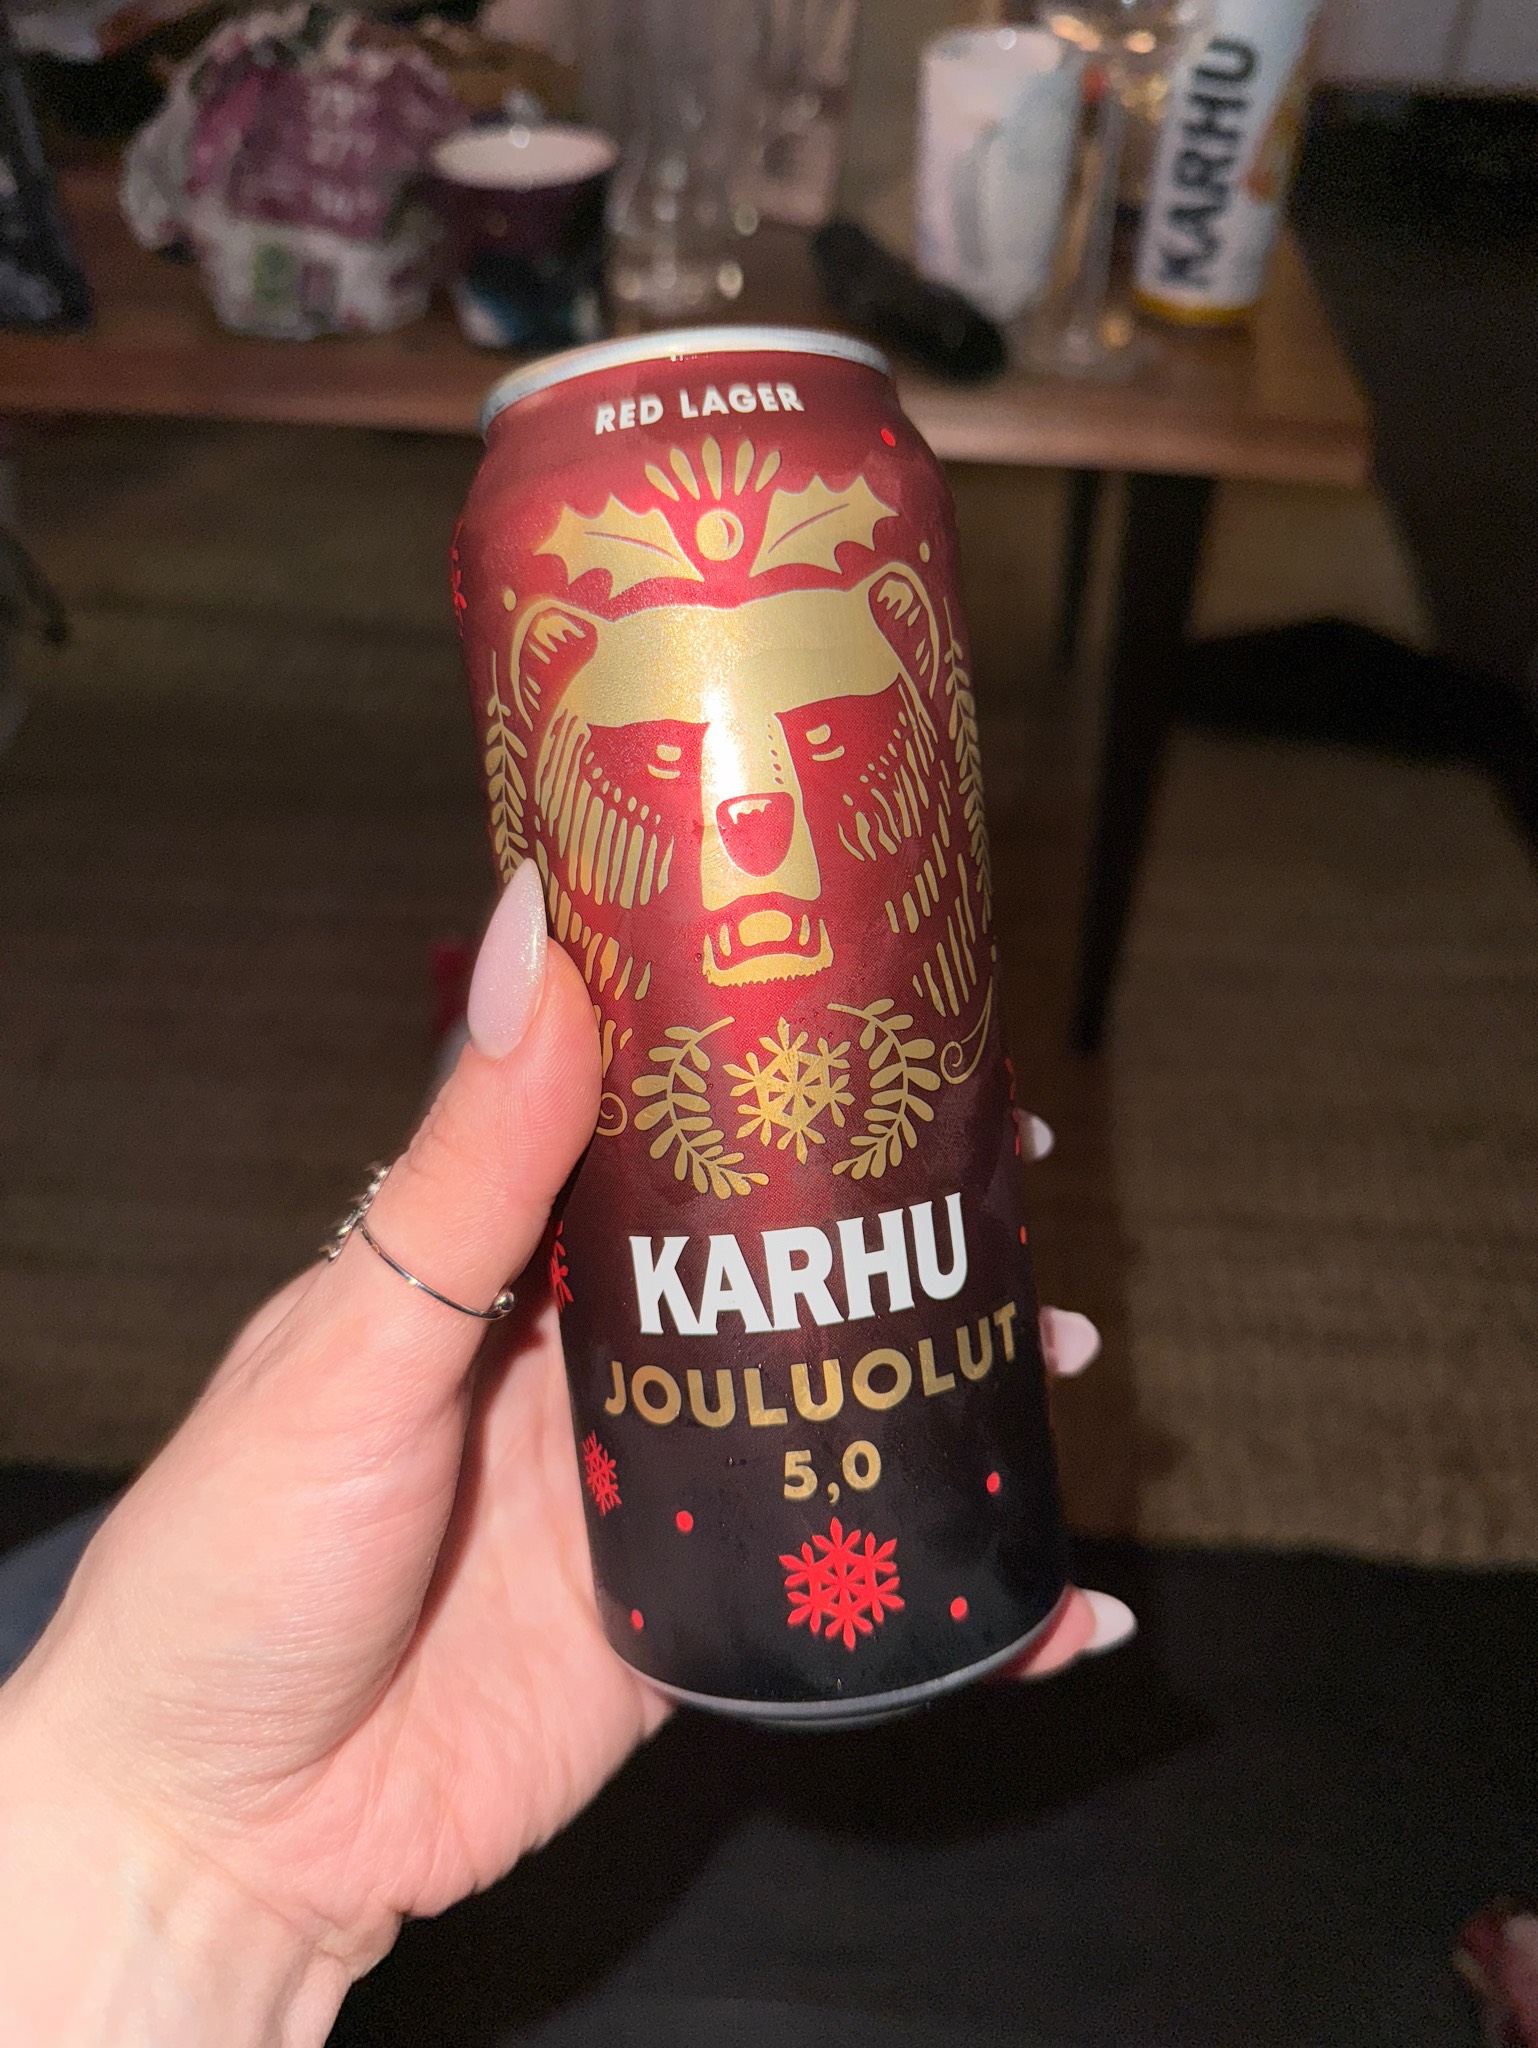 KARHU
RED LAGER
KARHU
JOULUOLUT
5,0